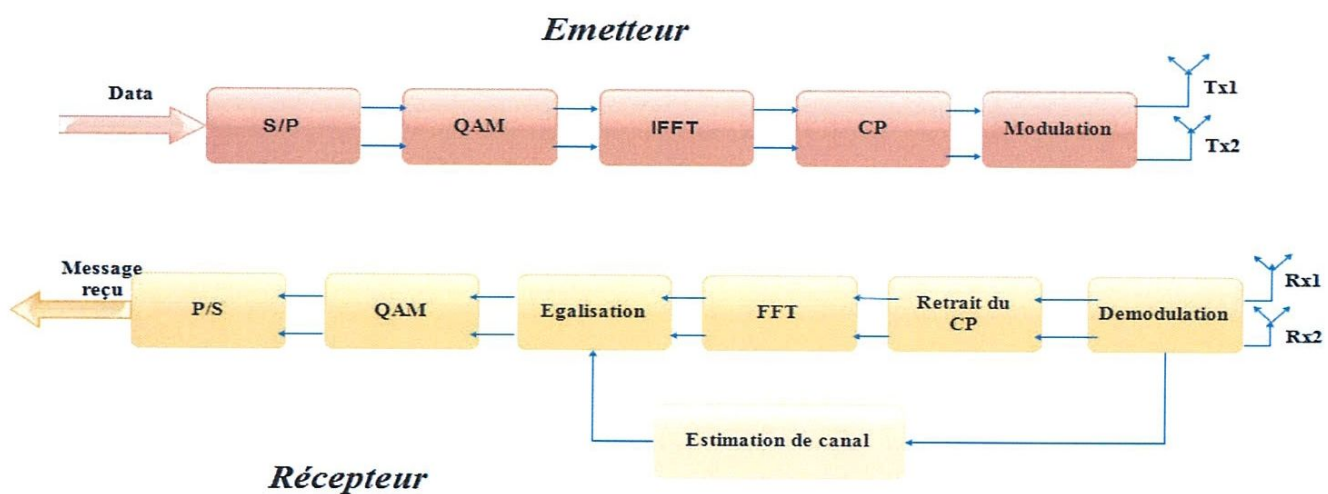 Emetteur
Data
S/P
QAM
IFFT
CP
Modulation
Tx1
Tx2
Message
reçu
P/S
QAM
Egalisation
FFT
Retrait du
CP
Demodulation
Rx1
Rx2
Estimation de canal
Récepteur